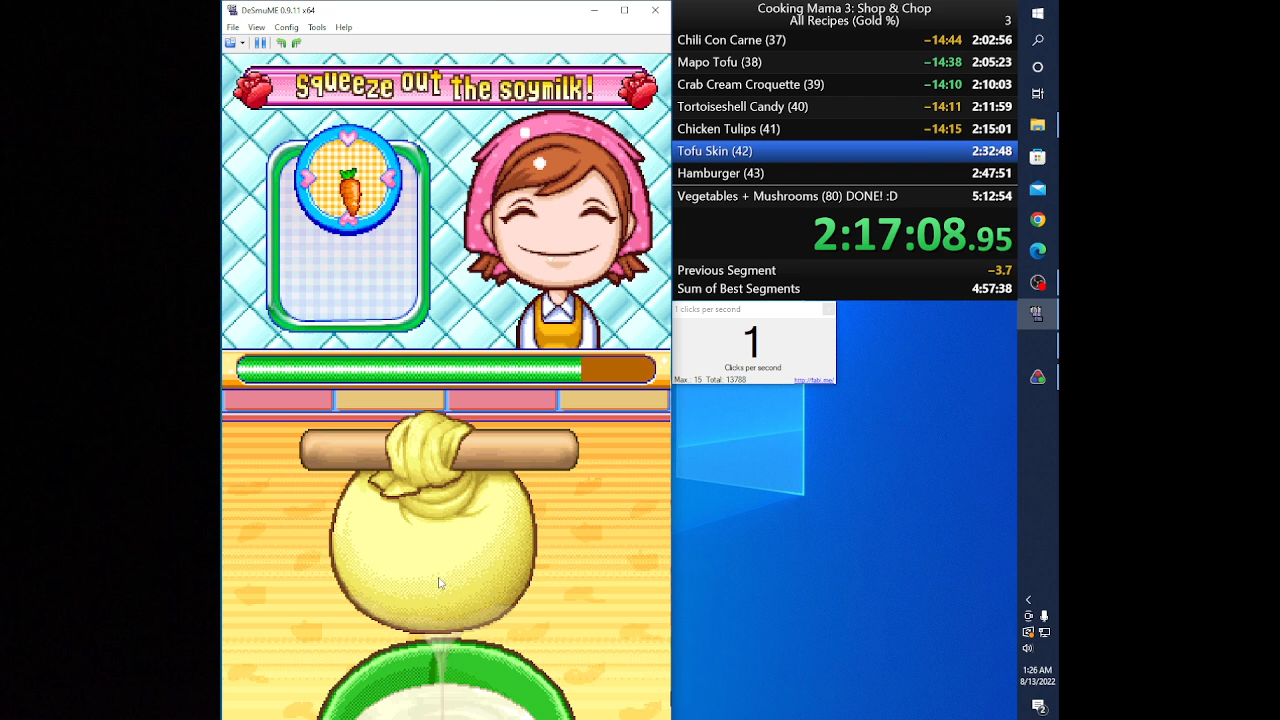 DeSmuME 0.9.11 x64
File View Config Tools Help
Squeeze out the soymilk!
Cooking Mama 3: Shop & Chop
All Recipes (Gold %) 3
Chili Con Carne (37) −14:44 2:02:56
Mapo Tofu (38) −14:38 2:05:23
Crab Cream Croquette (39) −14:10 2:10:03
Tortoiseshell Candy (40) −14:11 2:11:59
Chicken Tulips (41) −14:15 2:15:01
Tofu Skin (42) 2:32:48
Hamburger (43) 2:47:51
Vegetables + Mushrooms (80) DONE! :D 5:12:54
2:17:08.95
Previous Segment −3.7
Sum of Best Segments 4:57:38
1 clicks per second
1
Clicks per second
Max.: 15 Total: 13788
1:26 AM
8/13/2022
2